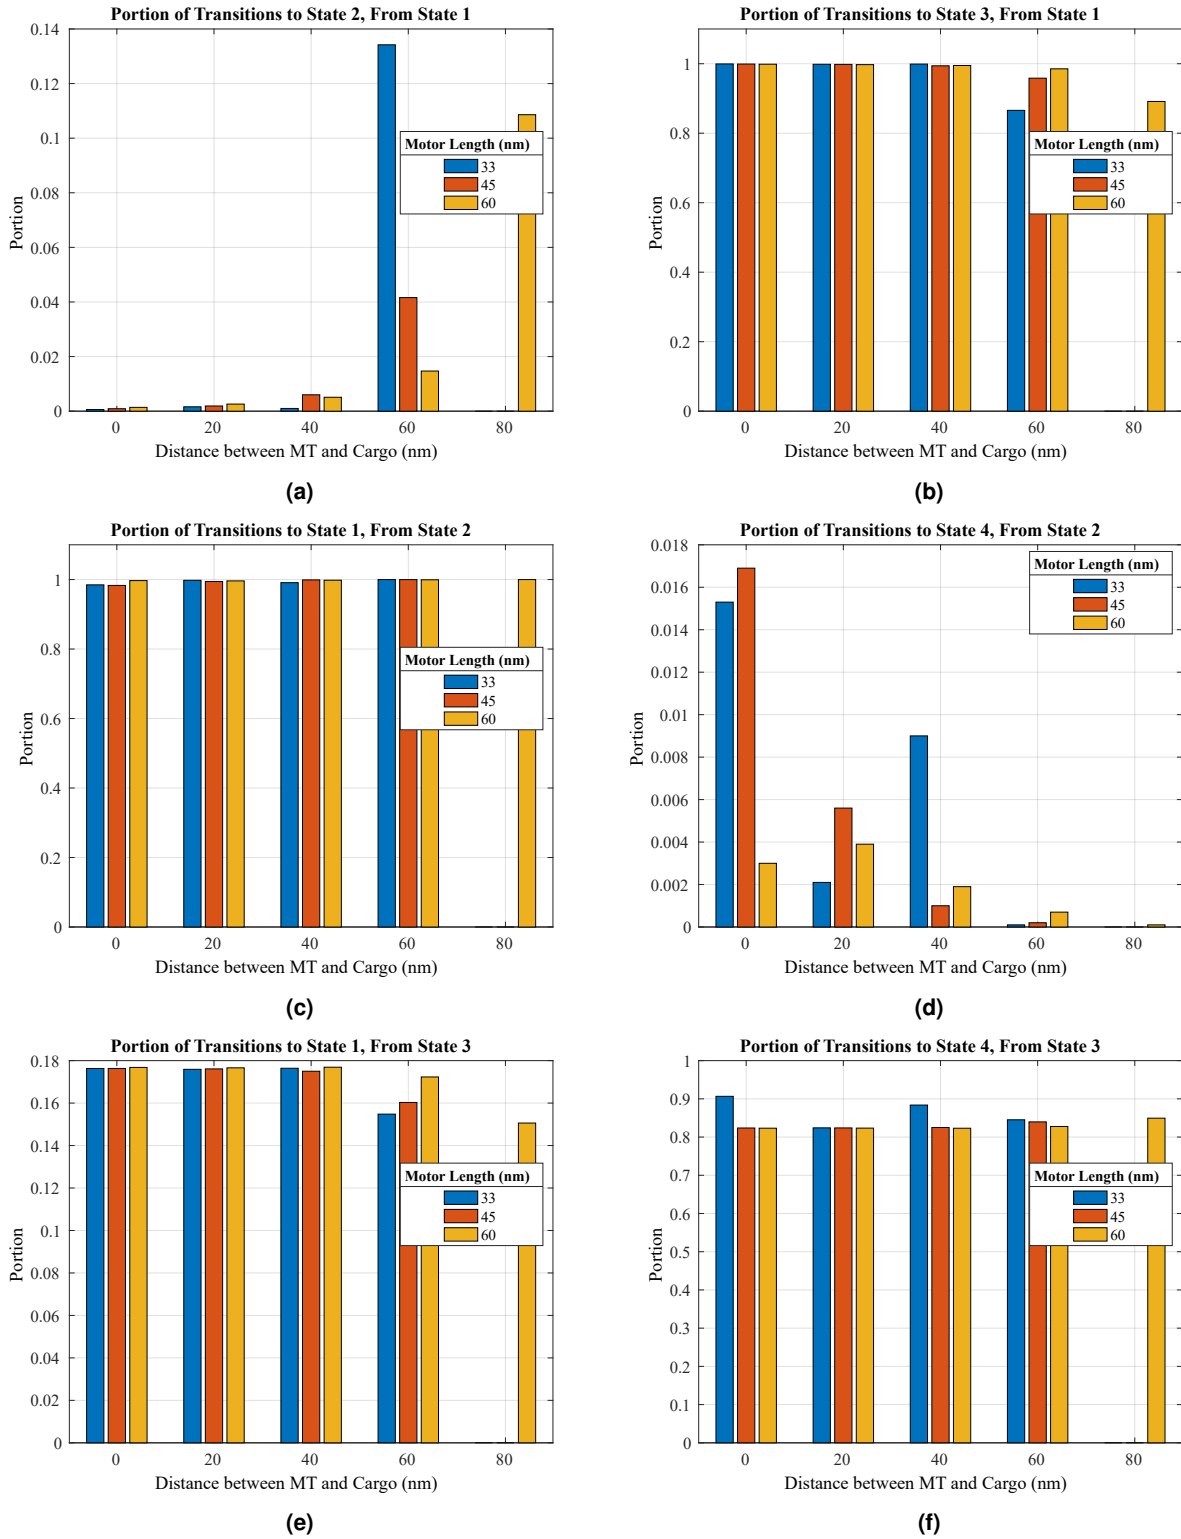 Portion of Transitions to State 2, From State 1
0.14
0.12
0.1
0.08
0.06
0.04
0.02
0
Portion
Motor Length (nm)
33
45
60
0 20 40 60 80
Distance between MT and Cargo (nm)
(a)
Portion of Transitions to State 3, From State 1
1
0.8
0.6
0.4
0.2
0
Portion
Motor Length (nm)
33
45
60
0 20 40 60 80
Distance between MT and Cargo (nm)
(b)
Portion of Transitions to State 1, From State 2
1
0.8
0.6
0.4
0.2
0
Portion
Motor Length (nm)
33
45
60
0 20 40 60 80
Distance between MT and Cargo (nm)
(c)
Portion of Transitions to State 4, From State 2
0.018
0.016
0.014
0.012
0.01
0.008
0.006
0.004
0.002
0
Portion
Motor Length (nm)
33
45
60
0 20 40 60 80
Distance between MT and Cargo (nm)
(d)
Portion of Transitions to State 1, From State 3
0.18
0.16
0.14
0.12
0.1
0.08
0.06
0.04
0.02
0
Portion
Motor Length (nm)
33
45
60
0 20 40 60 80
Distance between MT and Cargo (nm)
(e)
Portion of Transitions to State 4, From State 3
1
0.9
0.8
0.7
0.6
0.5
0.4
0.3
0.2
0.1
0
Portion
Motor Length (nm)
33
45
60
0 20 40 60 80
Distance between MT and Cargo (nm)
(f)